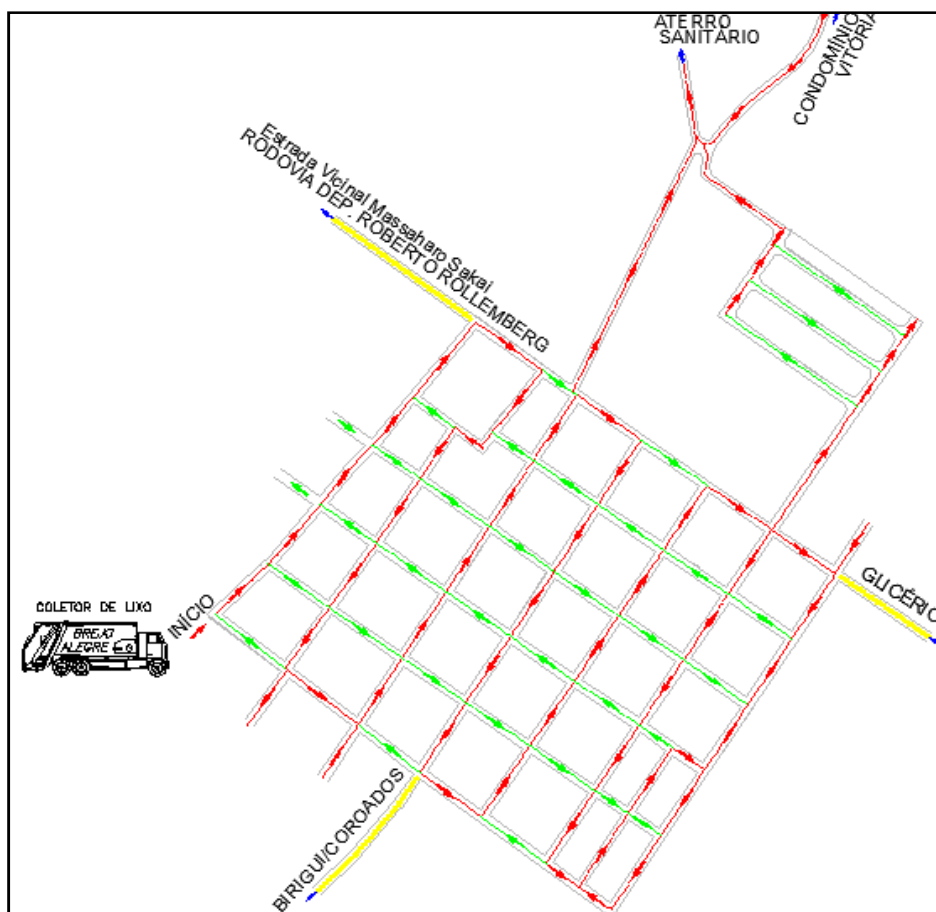 ATERRO
SANITÁRIO
CONDOMÍNIO
VITÓRIA
Estrada Vicinal Massaharo Sakai
RODOVIA DEP. ROBERTO ROLLEMBERG
GLICÉRIO
COLETOR DE LIXO
BREJO
ALEGRE
INÍCIO
BIRIGUI/COROADOS